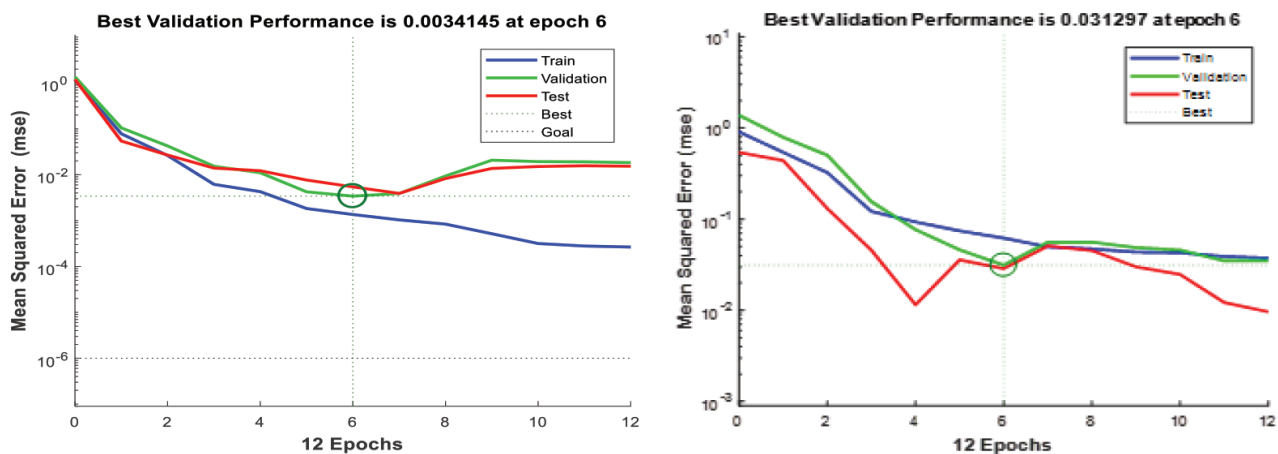 Best Validation Performance is 0.0034145 at epoch 6
Mean Squared Error (mse)
10^0
10^-2
10^-4
10^-6
Train
Validation
Test
Best
Goal
0 2 4 6 8 10 12
12 Epochs
Best Validation Performance is 0.031297 at epoch 6
Mean Squared Error (mse)
10^1
10^0
10^-1
10^-2
10^-3
Train
Validation
Test
Best
0 2 4 6 8 10 12
12 Epochs